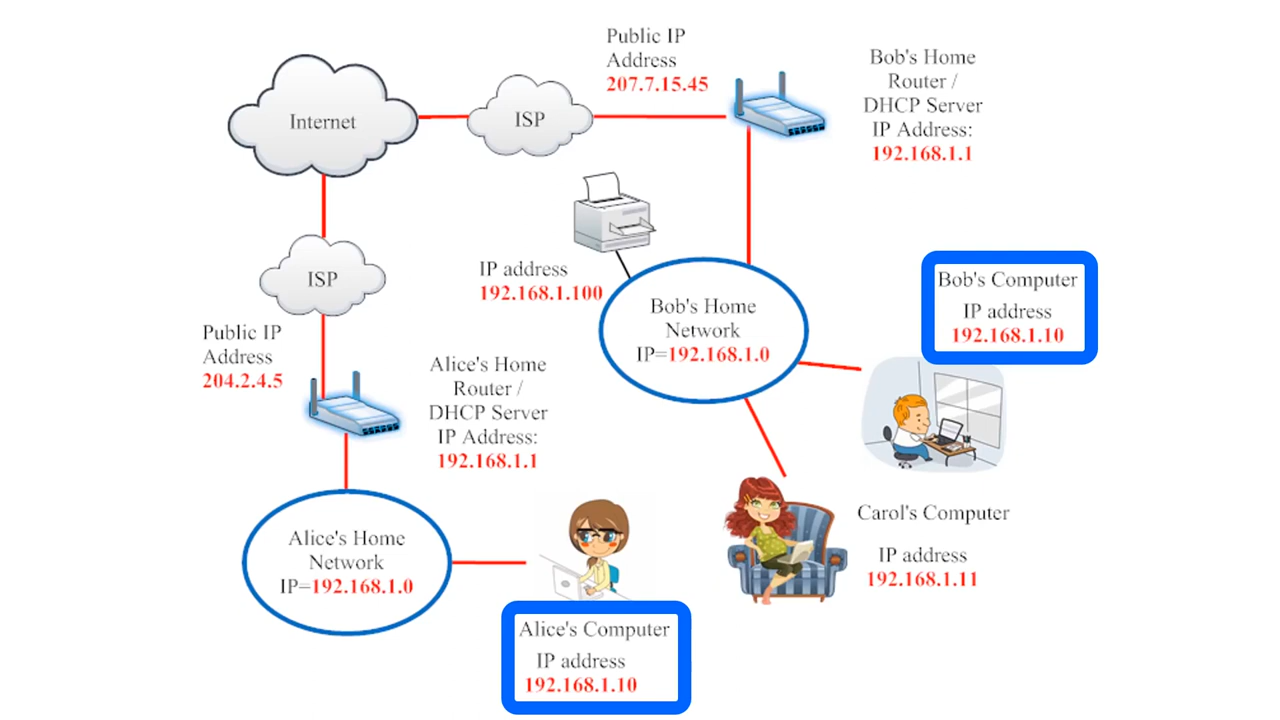 Public IP
Address
207.7.15.45
Bob's Home
Router /
DHCP Server
IP Address:
192.168.1.1
Internet
ISP
IP address
192.168.1.100
Bob's Home
Network
IP=192.168.1.0
Bob's Computer
IP address
192.168.1.10
ISP
Public IP
Address
204.2.4.5
Alice's Home
Router /
DHCP Server
IP Address:
192.168.1.1
Carol's Computer
IP address
192.168.1.11
Alice's Home
Network
IP=192.168.1.0
Alice's Computer
IP address
192.168.1.10